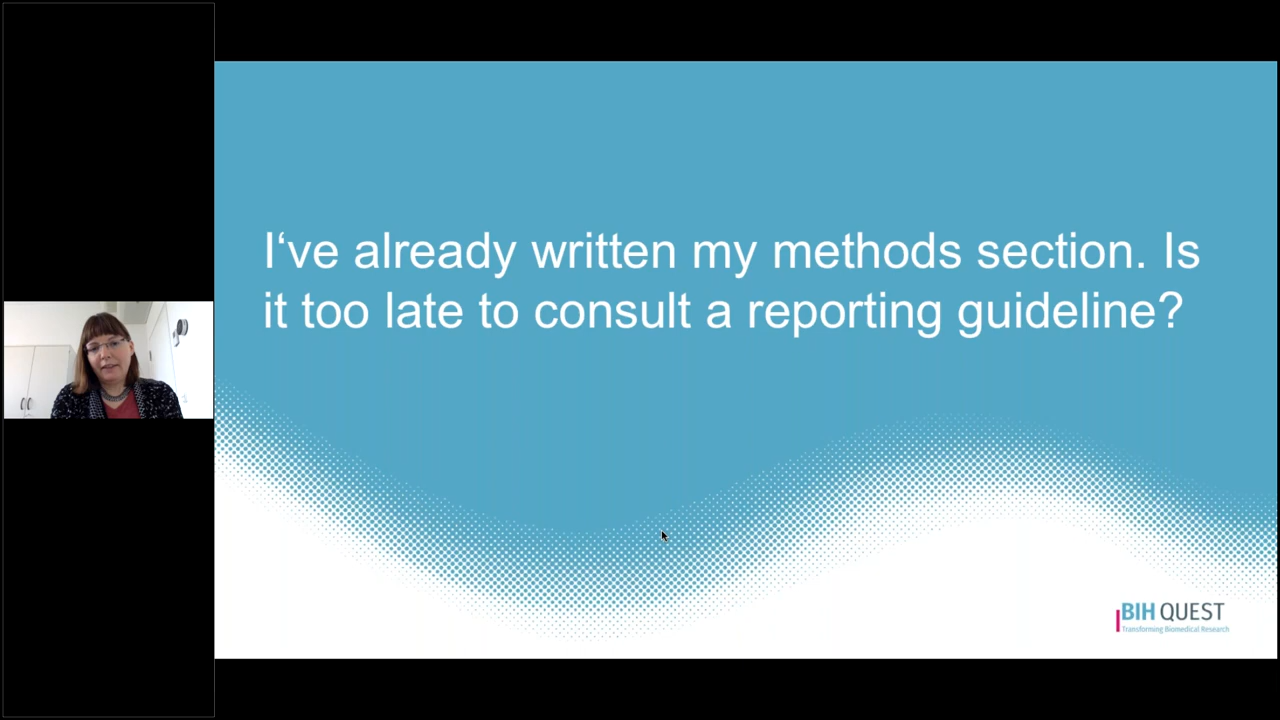 I‘ve already written my methods section. Is
it too late to consult a reporting guideline?
BIH QUEST
Transforming Biomedical Research